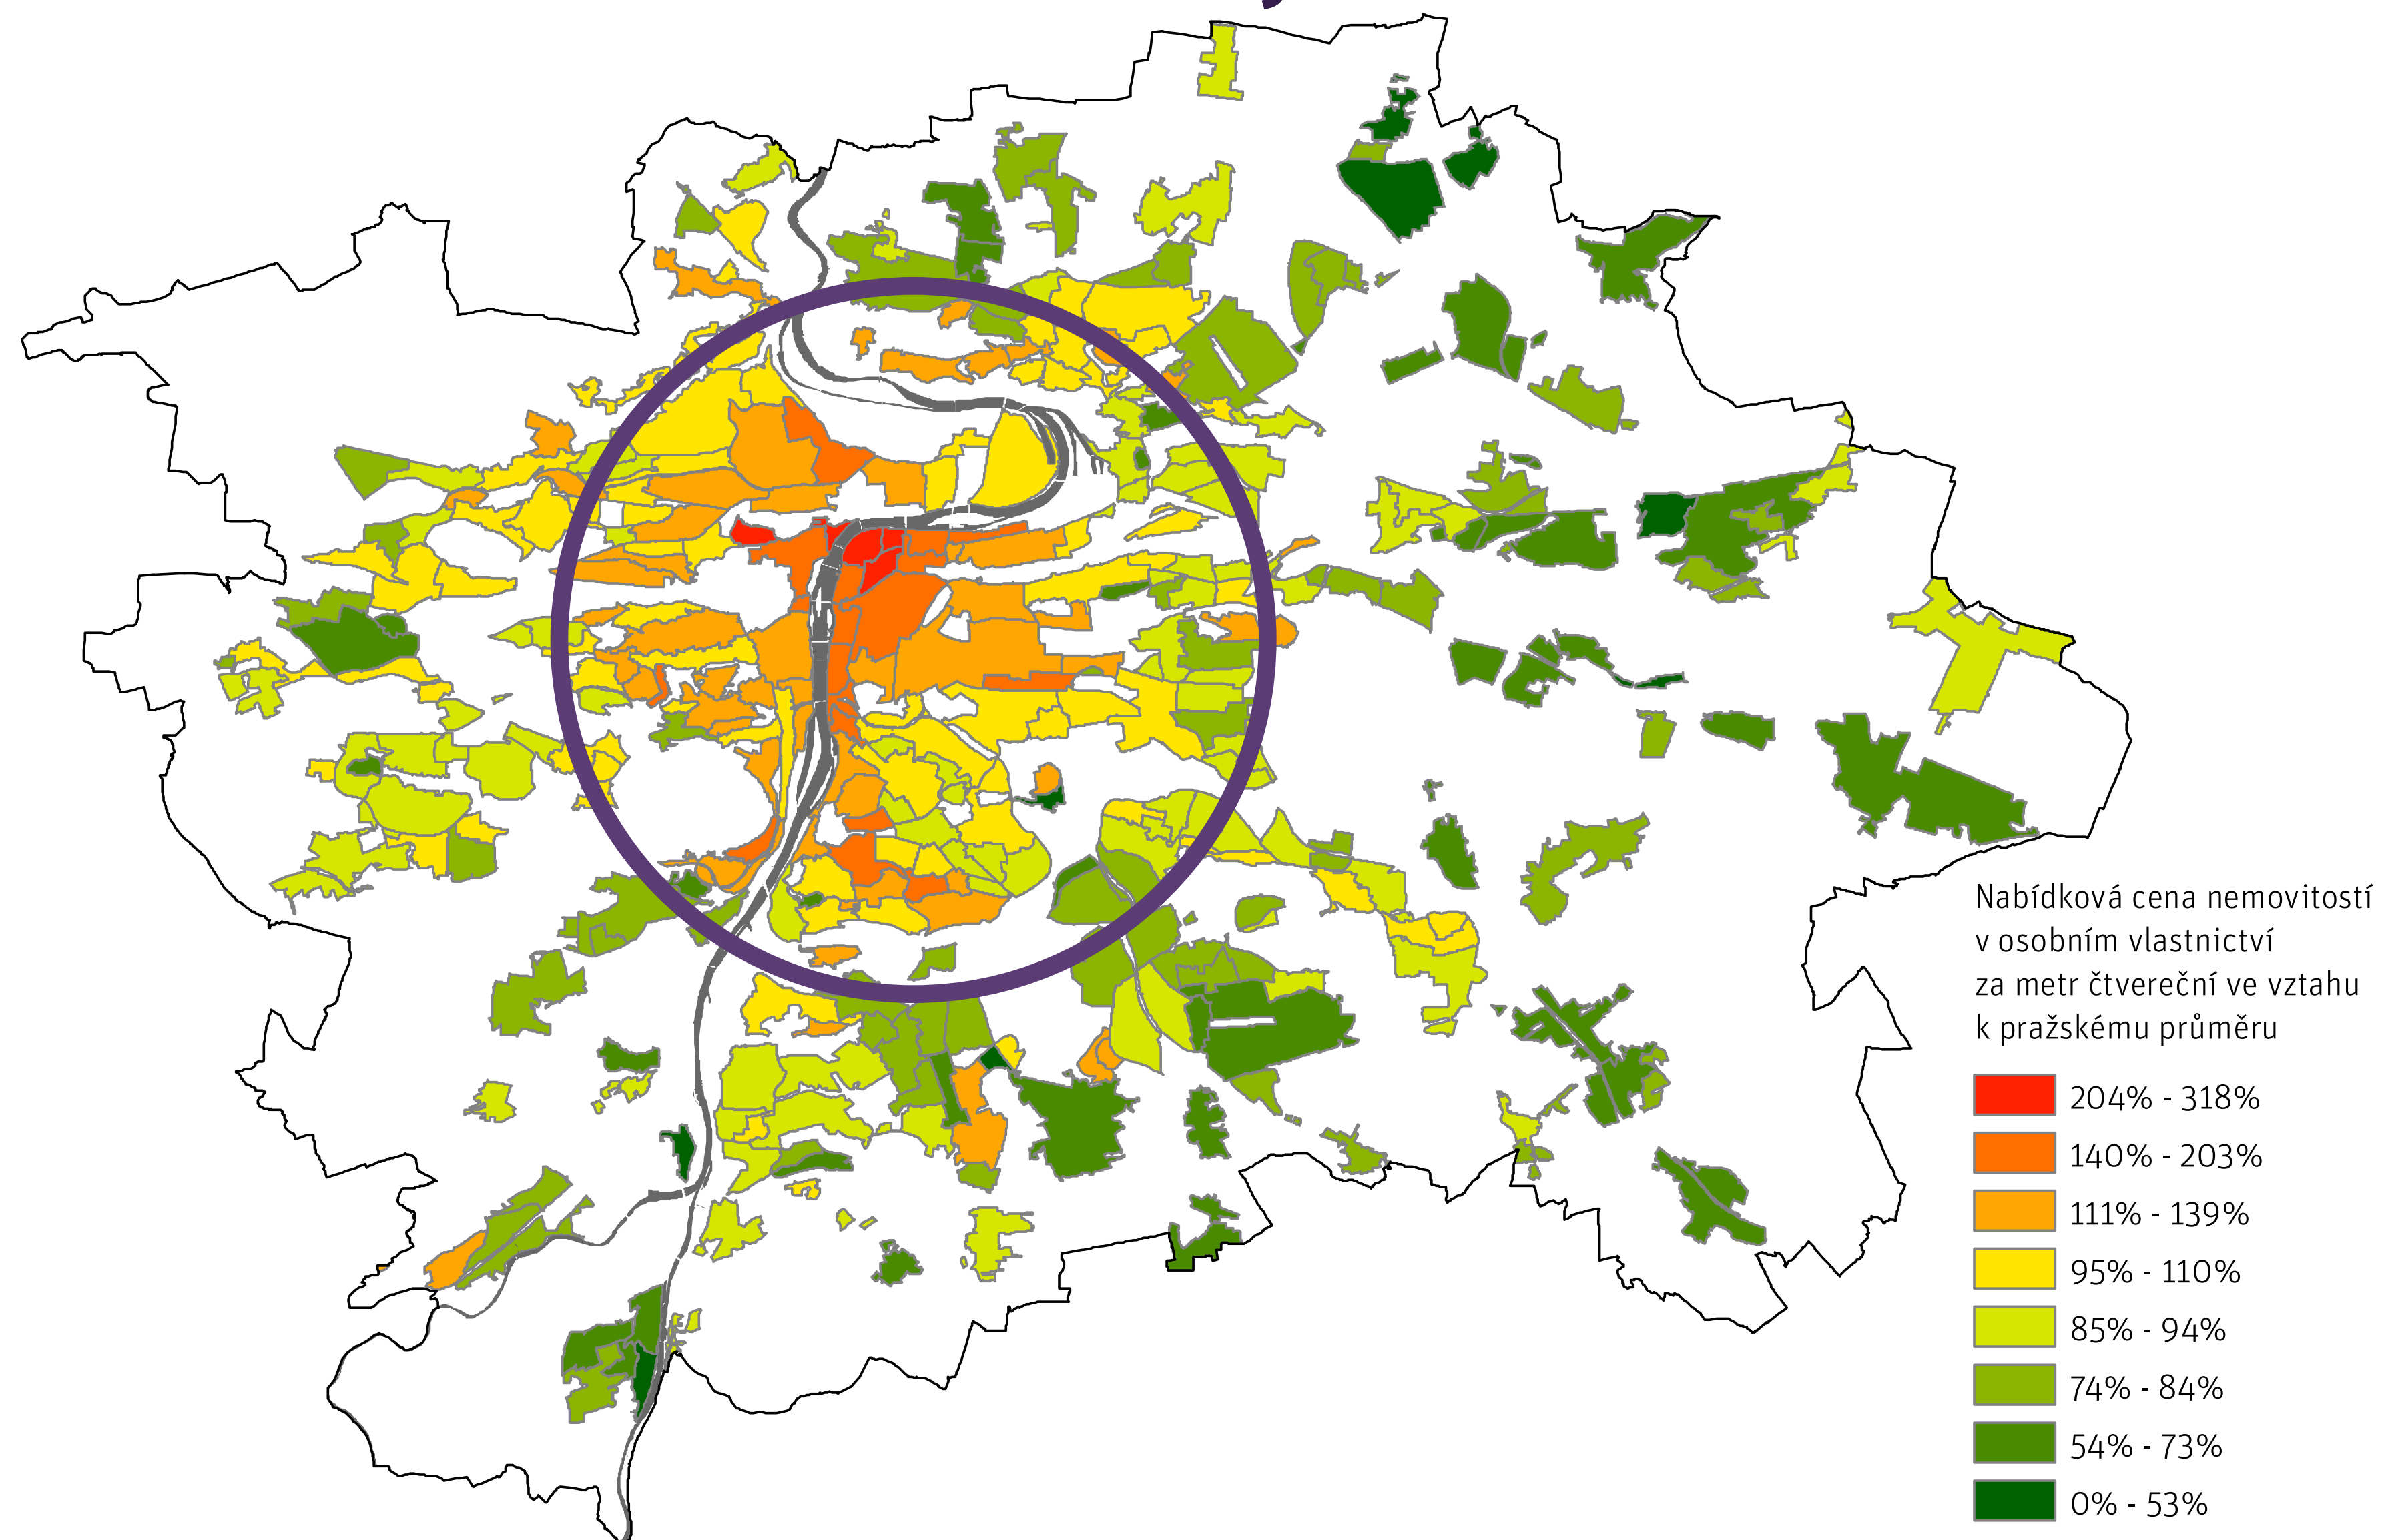 Nabídková cena nemovitostí
v osobním vlastnictví
za metr čtvereční ve vztahu
k pražskému průměru
204% - 318%
140% - 203%
111% - 139%
95% - 110%
85% - 94%
74% - 84%
54% - 73%
0% - 53%